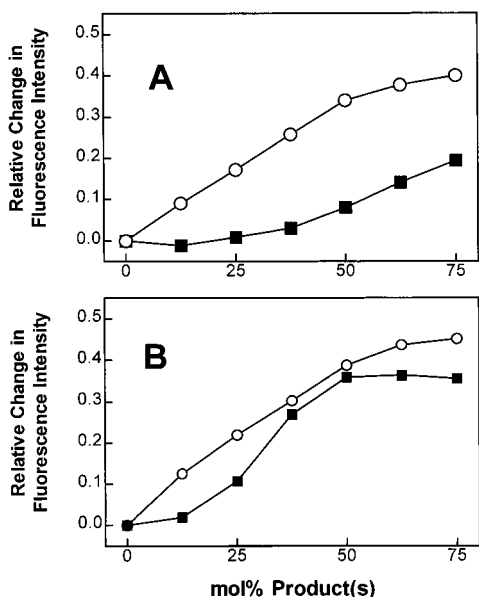 Relative Change in
Fluorescence Intensity
A
0.5
0.4
0.3
0.2
0.1
0.0
0
25
50
75
Relative Change in
Fluorescence Intensity
B
0.5
0.4
0.3
0.2
0.1
0.0
0
25
50
75
mol% Product(s)